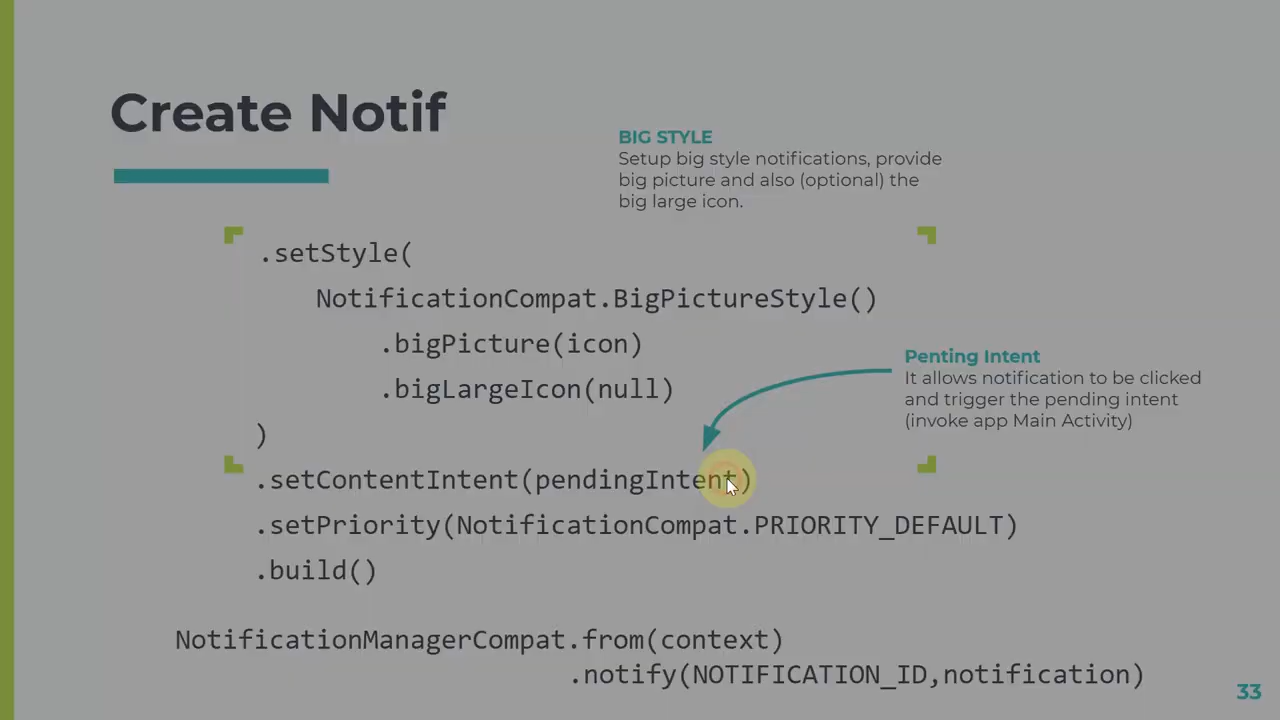 Create Notif
BIG STYLE
Setup big style notifications, provide
big picture and also (optional) the
big large icon.
.setStyle(
NotificationCompat.BigPictureStyle()
.bigPicture(icon)
.bigLargeIcon(null)
)
Penting Intent
It allows notification to be clicked
and trigger the pending intent
(invoke app Main Activity)
.setContentIntent(pendingIntent)
.setPriority(NotificationCompat.PRIORITY_DEFAULT)
.build()
NotificationManagerCompat.from(context)
.notify(NOTIFICATION_ID,notification)
33